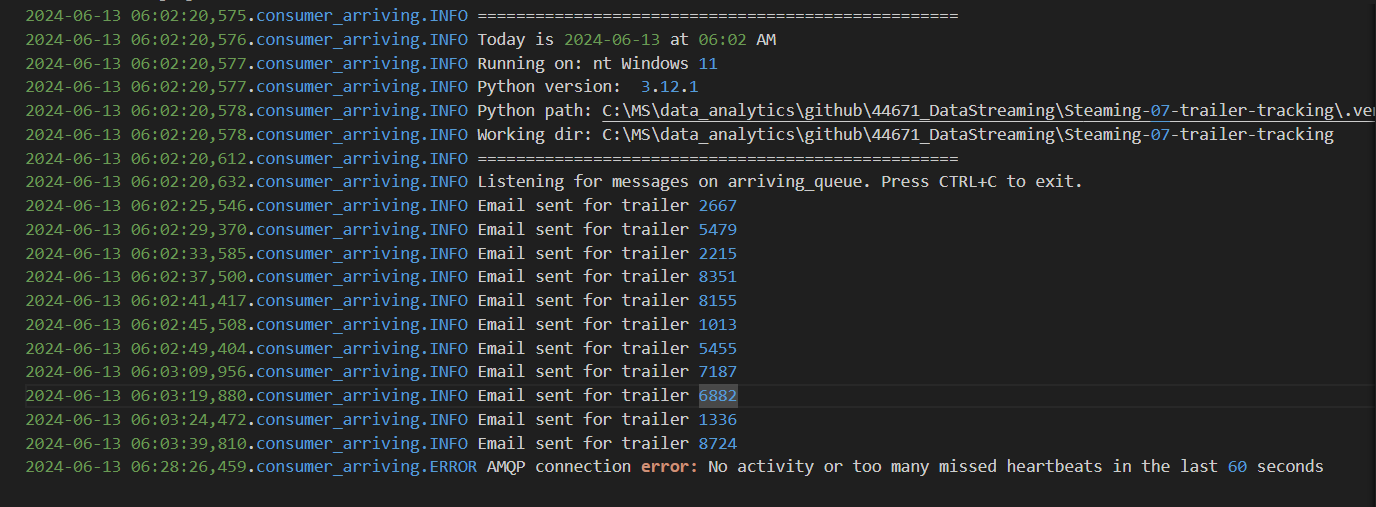 2024-06-13 06:02:20,575.consumer_arriving.INFO ==================================================
2024-06-13 06:02:20,576.consumer_arriving.INFO Today is 2024-06-13 at 06:02 AM
2024-06-13 06:02:20,577.consumer_arriving.INFO Running on: nt Windows 11
2024-06-13 06:02:20,577.consumer_arriving.INFO Python version:  3.12.1
2024-06-13 06:02:20,578.consumer_arriving.INFO Python path: C:\MS\data_analytics\github\44671_DataStreaming\Steaming-07-trailer-tracking\.ve
2024-06-13 06:02:20,578.consumer_arriving.INFO Working dir: C:\MS\data_analytics\github\44671_DataStreaming\Steaming-07-trailer-tracking
2024-06-13 06:02:20,612.consumer_arriving.INFO ==================================================
2024-06-13 06:02:20,632.consumer_arriving.INFO Listening for messages on arriving_queue. Press CTRL+C to exit.
2024-06-13 06:02:25,546.consumer_arriving.INFO Email sent for trailer 2667
2024-06-13 06:02:29,370.consumer_arriving.INFO Email sent for trailer 5479
2024-06-13 06:02:33,585.consumer_arriving.INFO Email sent for trailer 2215
2024-06-13 06:02:37,500.consumer_arriving.INFO Email sent for trailer 8351
2024-06-13 06:02:41,417.consumer_arriving.INFO Email sent for trailer 8155
2024-06-13 06:02:45,508.consumer_arriving.INFO Email sent for trailer 1013
2024-06-13 06:02:49,404.consumer_arriving.INFO Email sent for trailer 5455
2024-06-13 06:03:09,956.consumer_arriving.INFO Email sent for trailer 7187
2024-06-13 06:03:19,880.consumer_arriving.INFO Email sent for trailer 6882
2024-06-13 06:03:24,472.consumer_arriving.INFO Email sent for trailer 1336
2024-06-13 06:03:39,810.consumer_arriving.INFO Email sent for trailer 8724
2024-06-13 06:28:26,459.consumer_arriving.ERROR AMQP connection error: No activity or too many missed heartbeats in the last 60 seconds